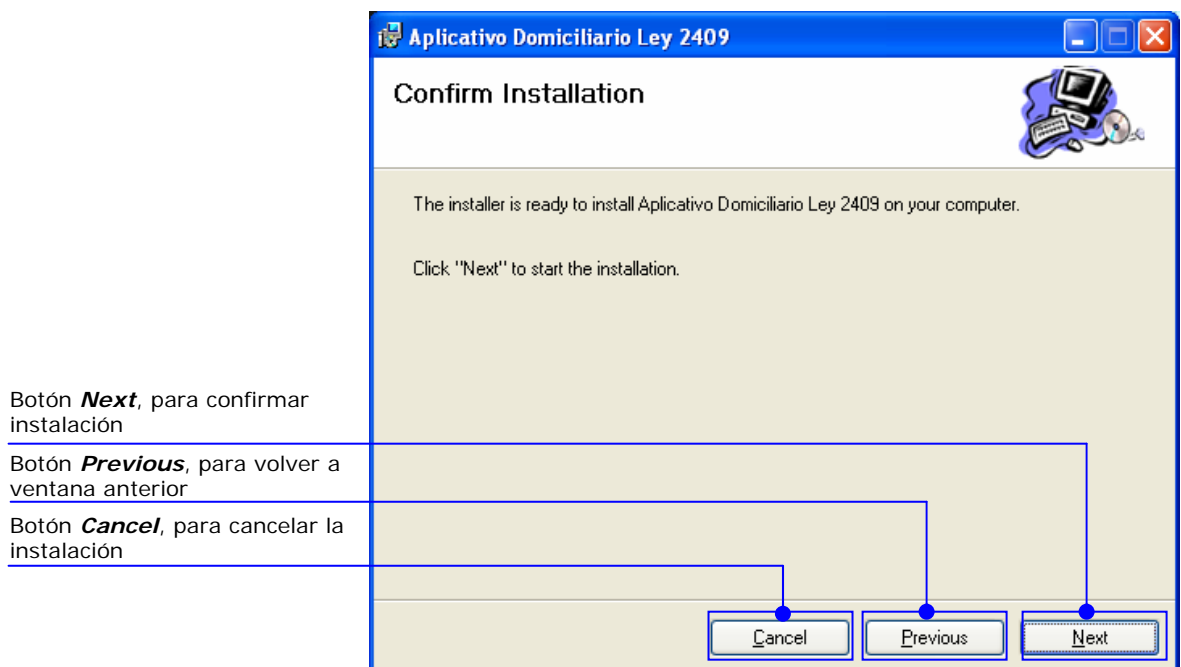 Aplicativo Domiciliario Ley 2409
Confirm Installation
The installer is ready to install Aplicativo Domiciliario Ley 2409 on your computer.
Click "Next" to start the installation.
Botón Next, para confirmar
instalación
Botón Previous, para volver a
ventana anterior
Botón Cancel, para cancelar la
instalación
Cancel
Previous
Next